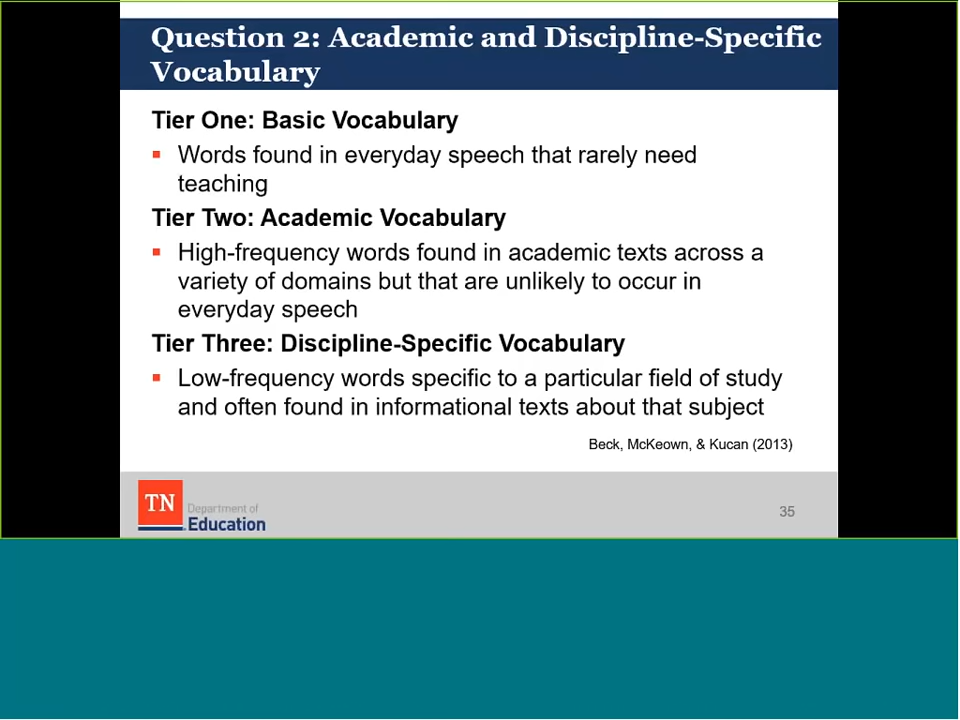 Question 2: Academic and Discipline-Specific
Vocabulary
Tier One: Basic Vocabulary
▪ Words found in everyday speech that rarely need
teaching
Tier Two: Academic Vocabulary
▪ High-frequency words found in academic texts across a
variety of domains but that are unlikely to occur in
everyday speech
Tier Three: Discipline-Specific Vocabulary
▪ Low-frequency words specific to a particular field of study
and often found in informational texts about that subject
Beck, McKeown, & Kucan (2013)
TN
Department of
Education
35